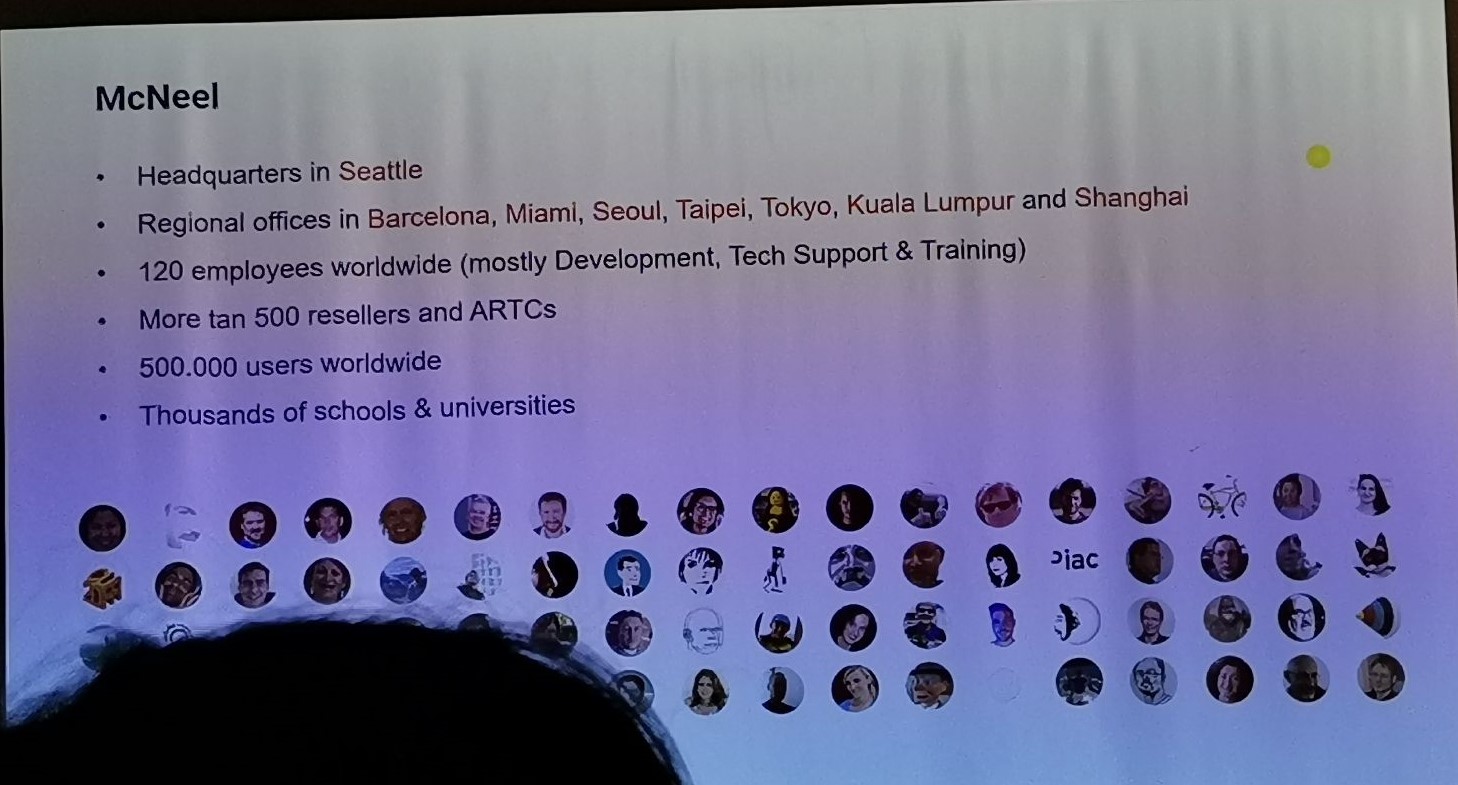 McNeel
• Headquarters in Seattle
• Regional offices in Barcelona, Miami, Seoul, Taipei, Tokyo, Kuala Lumpur and Shanghai
• 120 employees worldwide (mostly Development, Tech Support & Training)
• More tan 500 resellers and ARTCs
• 500.000 users worldwide
• Thousands of schools & universities